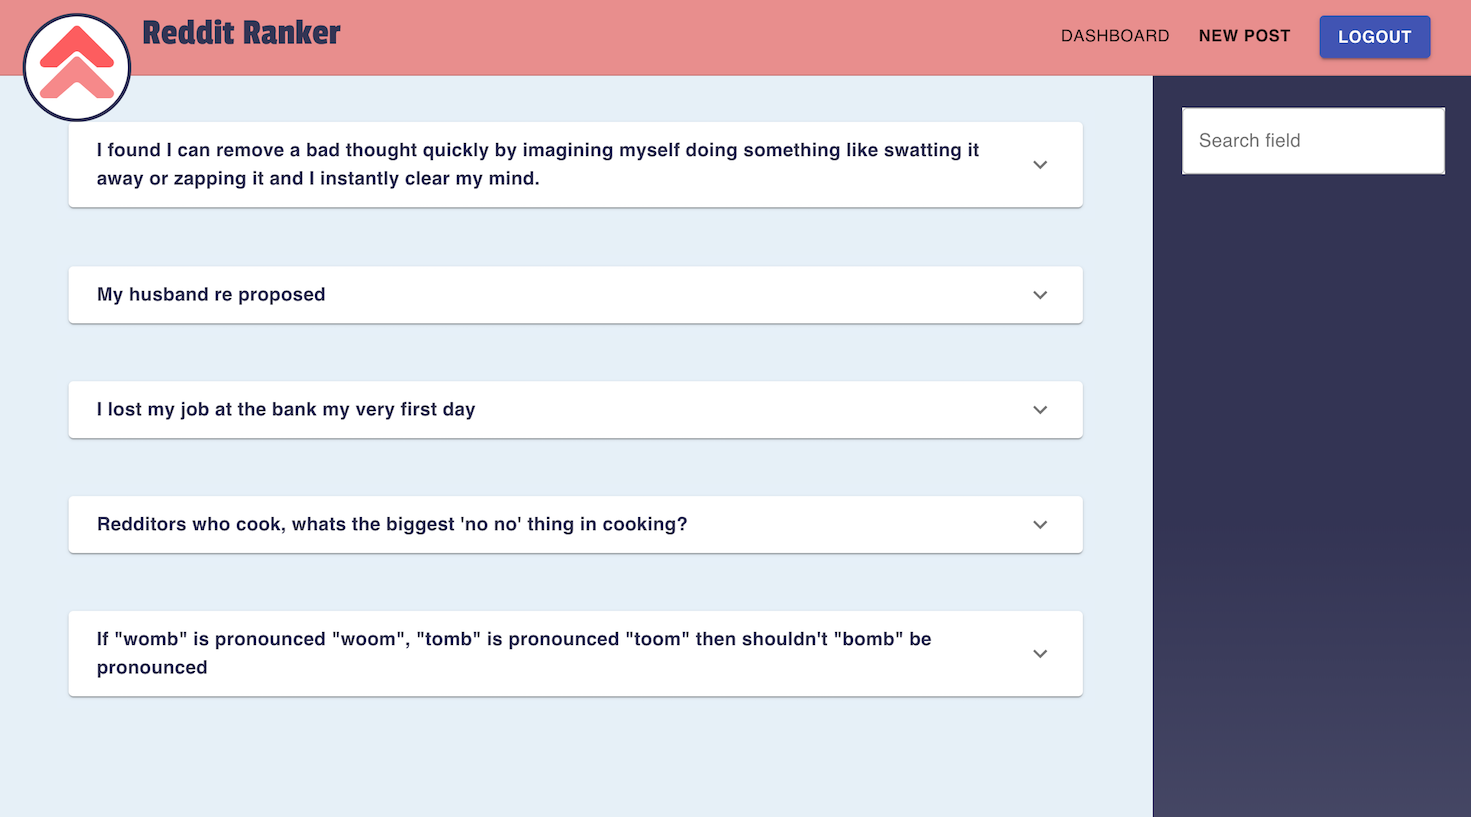 Reddit Ranker
DASHBOARD
NEW POST
LOGOUT
Search field
I found I can remove a bad thought quickly by imagining myself doing something like swatting it
away or zapping it and I instantly clear my mind.
My husband re proposed
I lost my job at the bank my very first day
Redditors who cook, whats the biggest 'no no' thing in cooking?
If "womb" is pronounced "woom", "tomb" is pronounced "toom" then shouldn't "bomb" be
pronounced